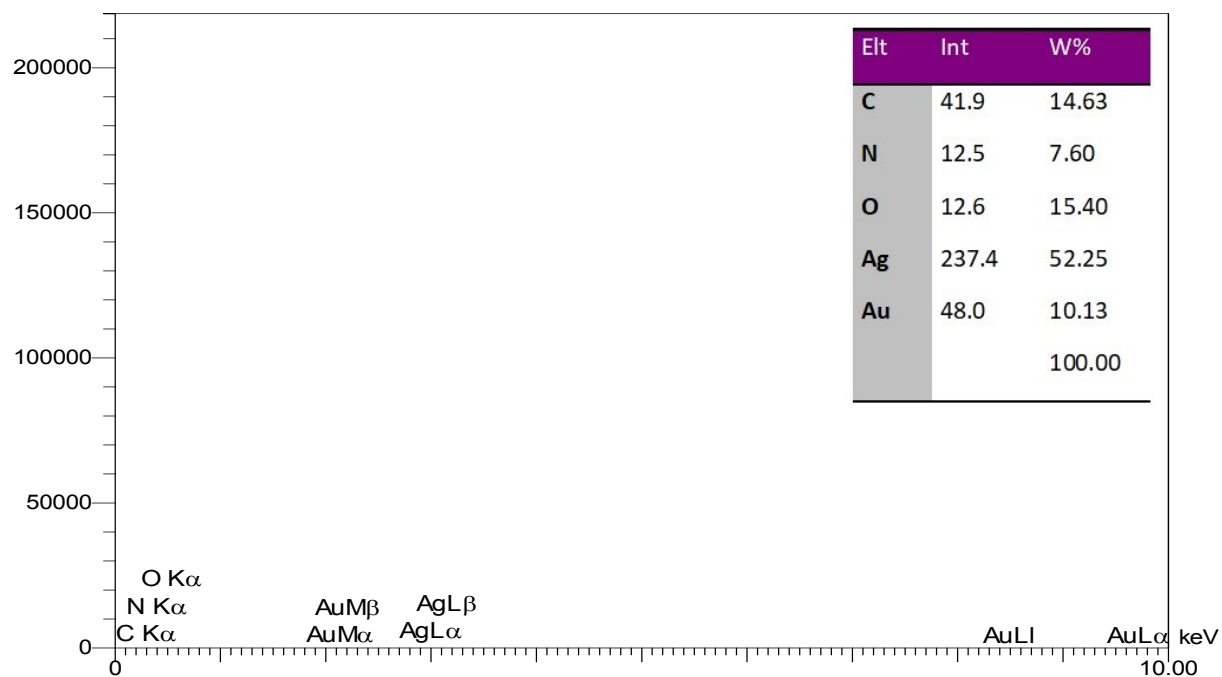 200000
150000
100000
50000
0
Elt Int W%
C 41.9 14.63
N 12.5 7.60
O 12.6 15.40
Ag 237.4 52.25
Au 48.0 10.13
100.00
O Kα
N Kα
C Kα
AuMβ
AuMα
AgLβ
AgLα
AuLl
AuLα keV
0
10.00